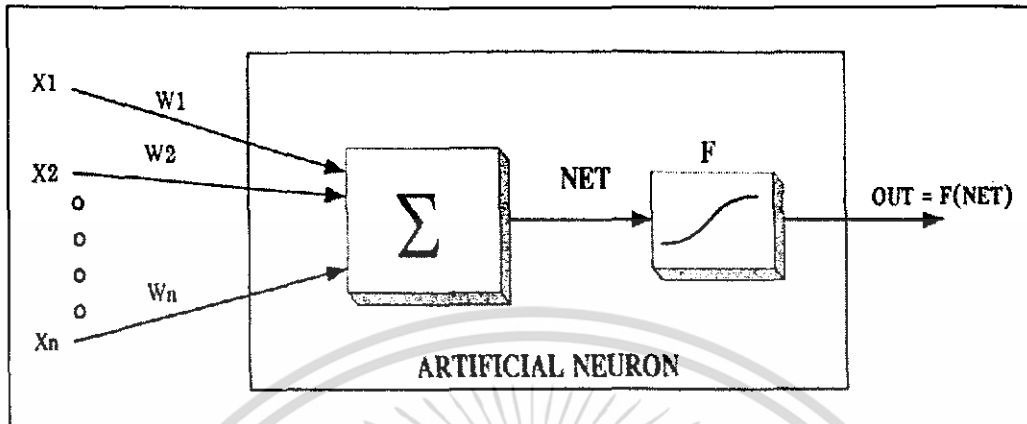 X1
W1
X2
W2
Wn
Xn
Σ
NET
F
OUT = F(NET)
ARTIFICIAL NEURON